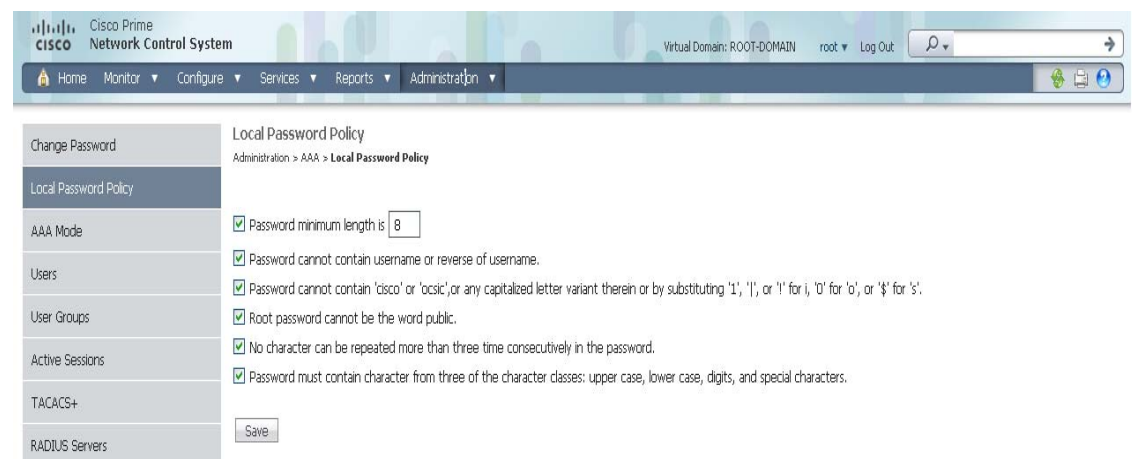 Cisco Prime
CISCO Network Control System
Virtual Domain: ROOT-DOMAIN root Log Out
Home Monitor Configure Services Reports Administration
Change Password
Local Password Policy
AAA Mode
Users
User Groups
Active Sessions
TACACS+
RADIUS Servers
Local Password Policy
Administration > AAA > Local Password Policy
Password minimum length is 8
Password cannot contain username or reverse of username.
Password cannot contain 'cisco' or 'ocsic',or any capitalized letter variant therein or by substituting '1', '|', or '!' for i, '0' for 'o', or '$' for 's'.
Root password cannot be the word public.
No character can be repeated more than three time consecutively in the password.
Password must contain character from three of the character classes: upper case, lower case, digits, and special characters.
Save